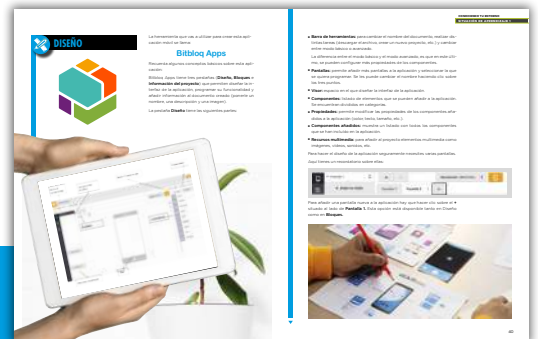 DISEÑO
La herramienta que vas a utilizar para crear esta apli-
cación móvil se llama:
Bitbloq Apps
Recuerda algunos conceptos básicos sobre esta apli-
cación.
Bitbloq Apps tiene tres pestañas (Diseño, Bloques e
Información del proyecto) que permiten diseñar la in-
terfaz de la aplicación, programar su funcionalidad y
añadir información al documento creado (ponerle un
nombre, una descripción y una imagen).
La pestaña Diseño tiene las siguientes partes:
SITUACIÓN DE APRENDIZAJE 1
Barra de herramientas: para cambiar el nombre del documento, realizar dis-
tintas tareas (descargar el archivo, crear un nuevo proyecto, etc.) y cambiar
entre modo básico o avanzado.
La diferencia entre el modo básico y el modo avanzado es que en este últi-
mo, se pueden configurar más propiedades de los componentes.
Pantallas: permite añadir más pantallas a la aplicación y seleccionar la que
se quiere programar. Se les puede cambiar el nombre haciendo clic sobre
los tres puntos.
Visor: espacio en el que diseñar la interfaz de la aplicación.
Componentes: listado de elementos que se pueden añadir a la aplicación.
Se encuentran divididos en categorías.
Propiedades: permite modificar las propiedades de los componentes aña-
didos a la aplicación (color, texto, tamaño, etc.).
Componentes añadidos: muestra un listado con todos los componentes
que se han incluido en la aplicación.
Recursos multimedia: para añadir al proyecto elementos multimedia como
imágenes, vídeos, sonidos, etc.
Para hacer el diseño de la aplicación seguramente necesites varias pantallas.
Aquí tienes un recordatorio sobre ellas:
Pantalla 1
Para añadir una pantalla nueva a la aplicación hay que hacer clic sobre el +
situado al lado de Pantalla 1. Esta opción está disponible tanto en Diseño
como en Bloques.